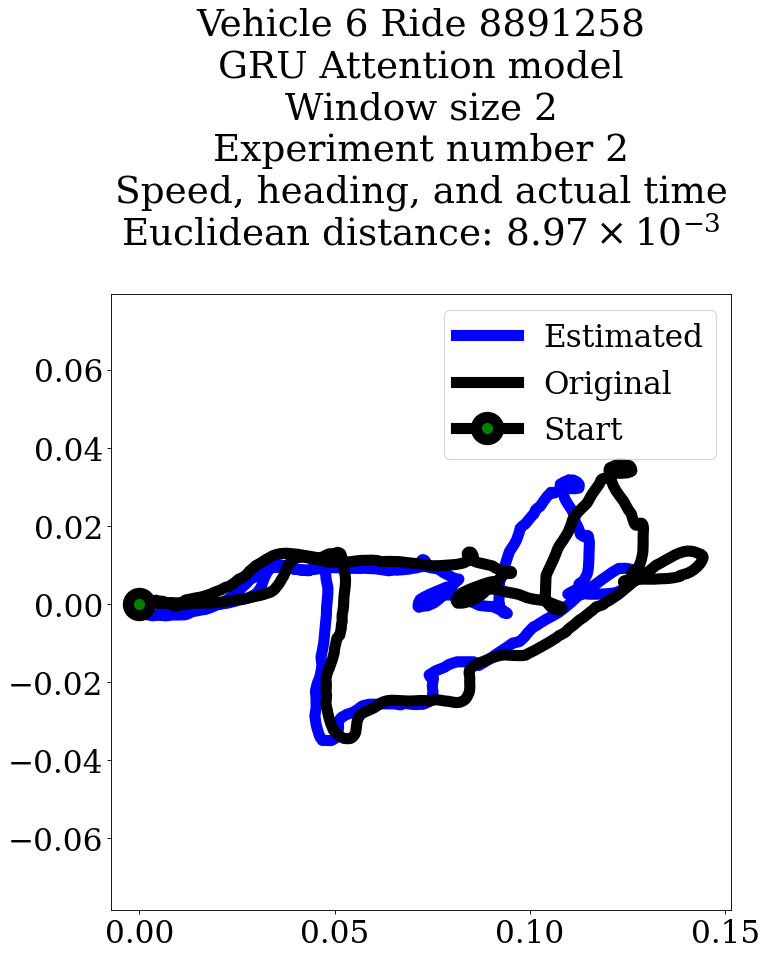 Vehicle 6 Ride 8891258
GRU Attention model
Window size 2
Experiment number 2
Speed, heading, and actual time
Euclidean distance: 8.97 × 10⁻³
Estimated
Original
Start
0.06
0.04
0.02
0.00
−0.02
−0.04
−0.06
0.00 0.05 0.10 0.15